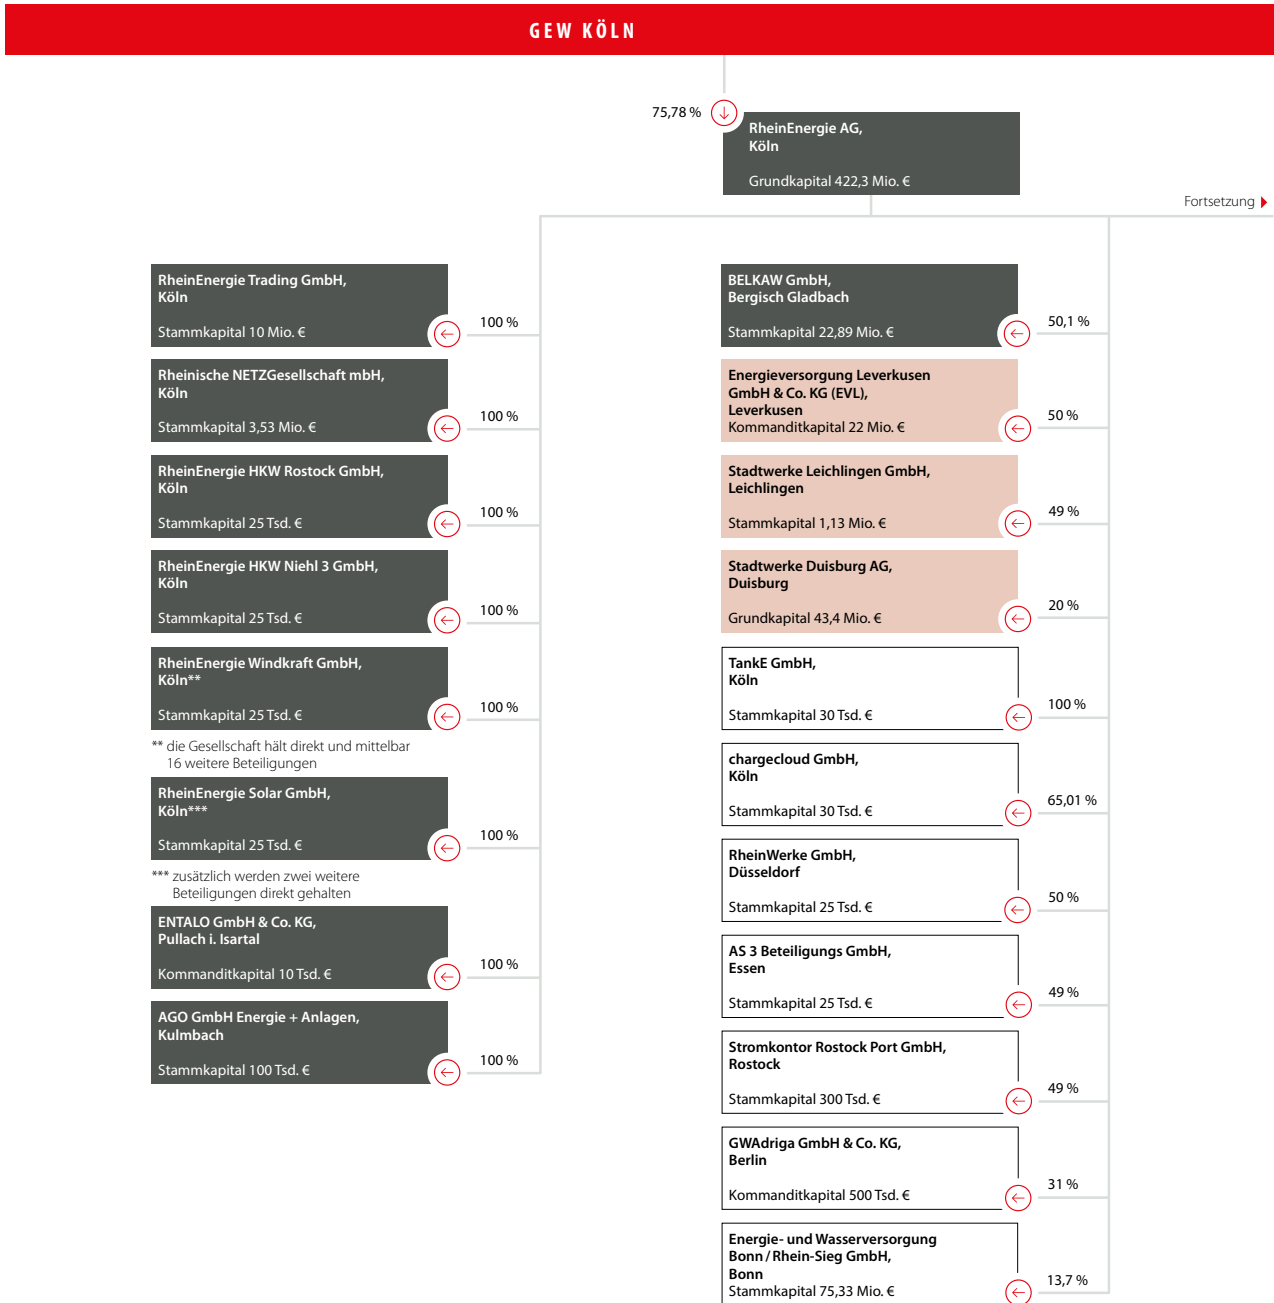 GEW KÖLN
75,78 %
RheinEnergie AG,
Köln
Grundkapital 422,3 Mio. €
Fortsetzung
RheinEnergie Trading GmbH,
Köln
Stammkapital 10 Mio. €
100 %
Rheinische NETZGesellschaft mbH,
Köln
Stammkapital 3,53 Mio. €
100 %
RheinEnergie HKW Rostock GmbH,
Köln
Stammkapital 25 Tsd. €
100 %
RheinEnergie HKW Niehl 3 GmbH,
Köln
Stammkapital 25 Tsd. €
100 %
RheinEnergie Windkraft GmbH,
Köln**
Stammkapital 25 Tsd. €
100 %
** die Gesellschaft hält direkt und mittelbar
16 weitere Beteiligungen
RheinEnergie Solar GmbH,
Köln***
Stammkapital 25 Tsd. €
100 %
*** zusätzlich werden zwei weitere
Beteiligungen direkt gehalten
ENTALO GmbH & Co. KG,
Pullach i. Isartal
Kommanditkapital 10 Tsd. €
100 %
AGO GmbH Energie + Anlagen,
Kulmbach
Stammkapital 100 Tsd. €
100 %
BELKAW GmbH,
Bergisch Gladbach
Stammkapital 22,89 Mio. €
50,1 %
Energieversorgung Leverkusen
GmbH & Co. KG (EVL),
Leverkusen
Kommanditkapital 22 Mio. €
50 %
Stadtwerke Leichlingen GmbH,
Leichlingen
Stammkapital 1,13 Mio. €
49 %
Stadtwerke Duisburg AG,
Duisburg
Grundkapital 43,4 Mio. €
20 %
TankE GmbH,
Köln
Stammkapital 30 Tsd. €
100 %
chargecloud GmbH,
Köln
Stammkapital 30 Tsd. €
65,01 %
RheinWerke GmbH,
Düsseldorf
Stammkapital 25 Tsd. €
50 %
AS 3 Beteiligungs GmbH,
Essen
Stammkapital 25 Tsd. €
49 %
Stromkontor Rostock Port GmbH,
Rostock
Stammkapital 300 Tsd. €
49 %
GWAdriga GmbH & Co. KG,
Berlin
Kommanditkapital 500 Tsd. €
31 %
Energie- und Wasserversorgung
Bonn / Rhein-Sieg GmbH,
Bonn
Stammkapital 75,33 Mio. €
13,7 %